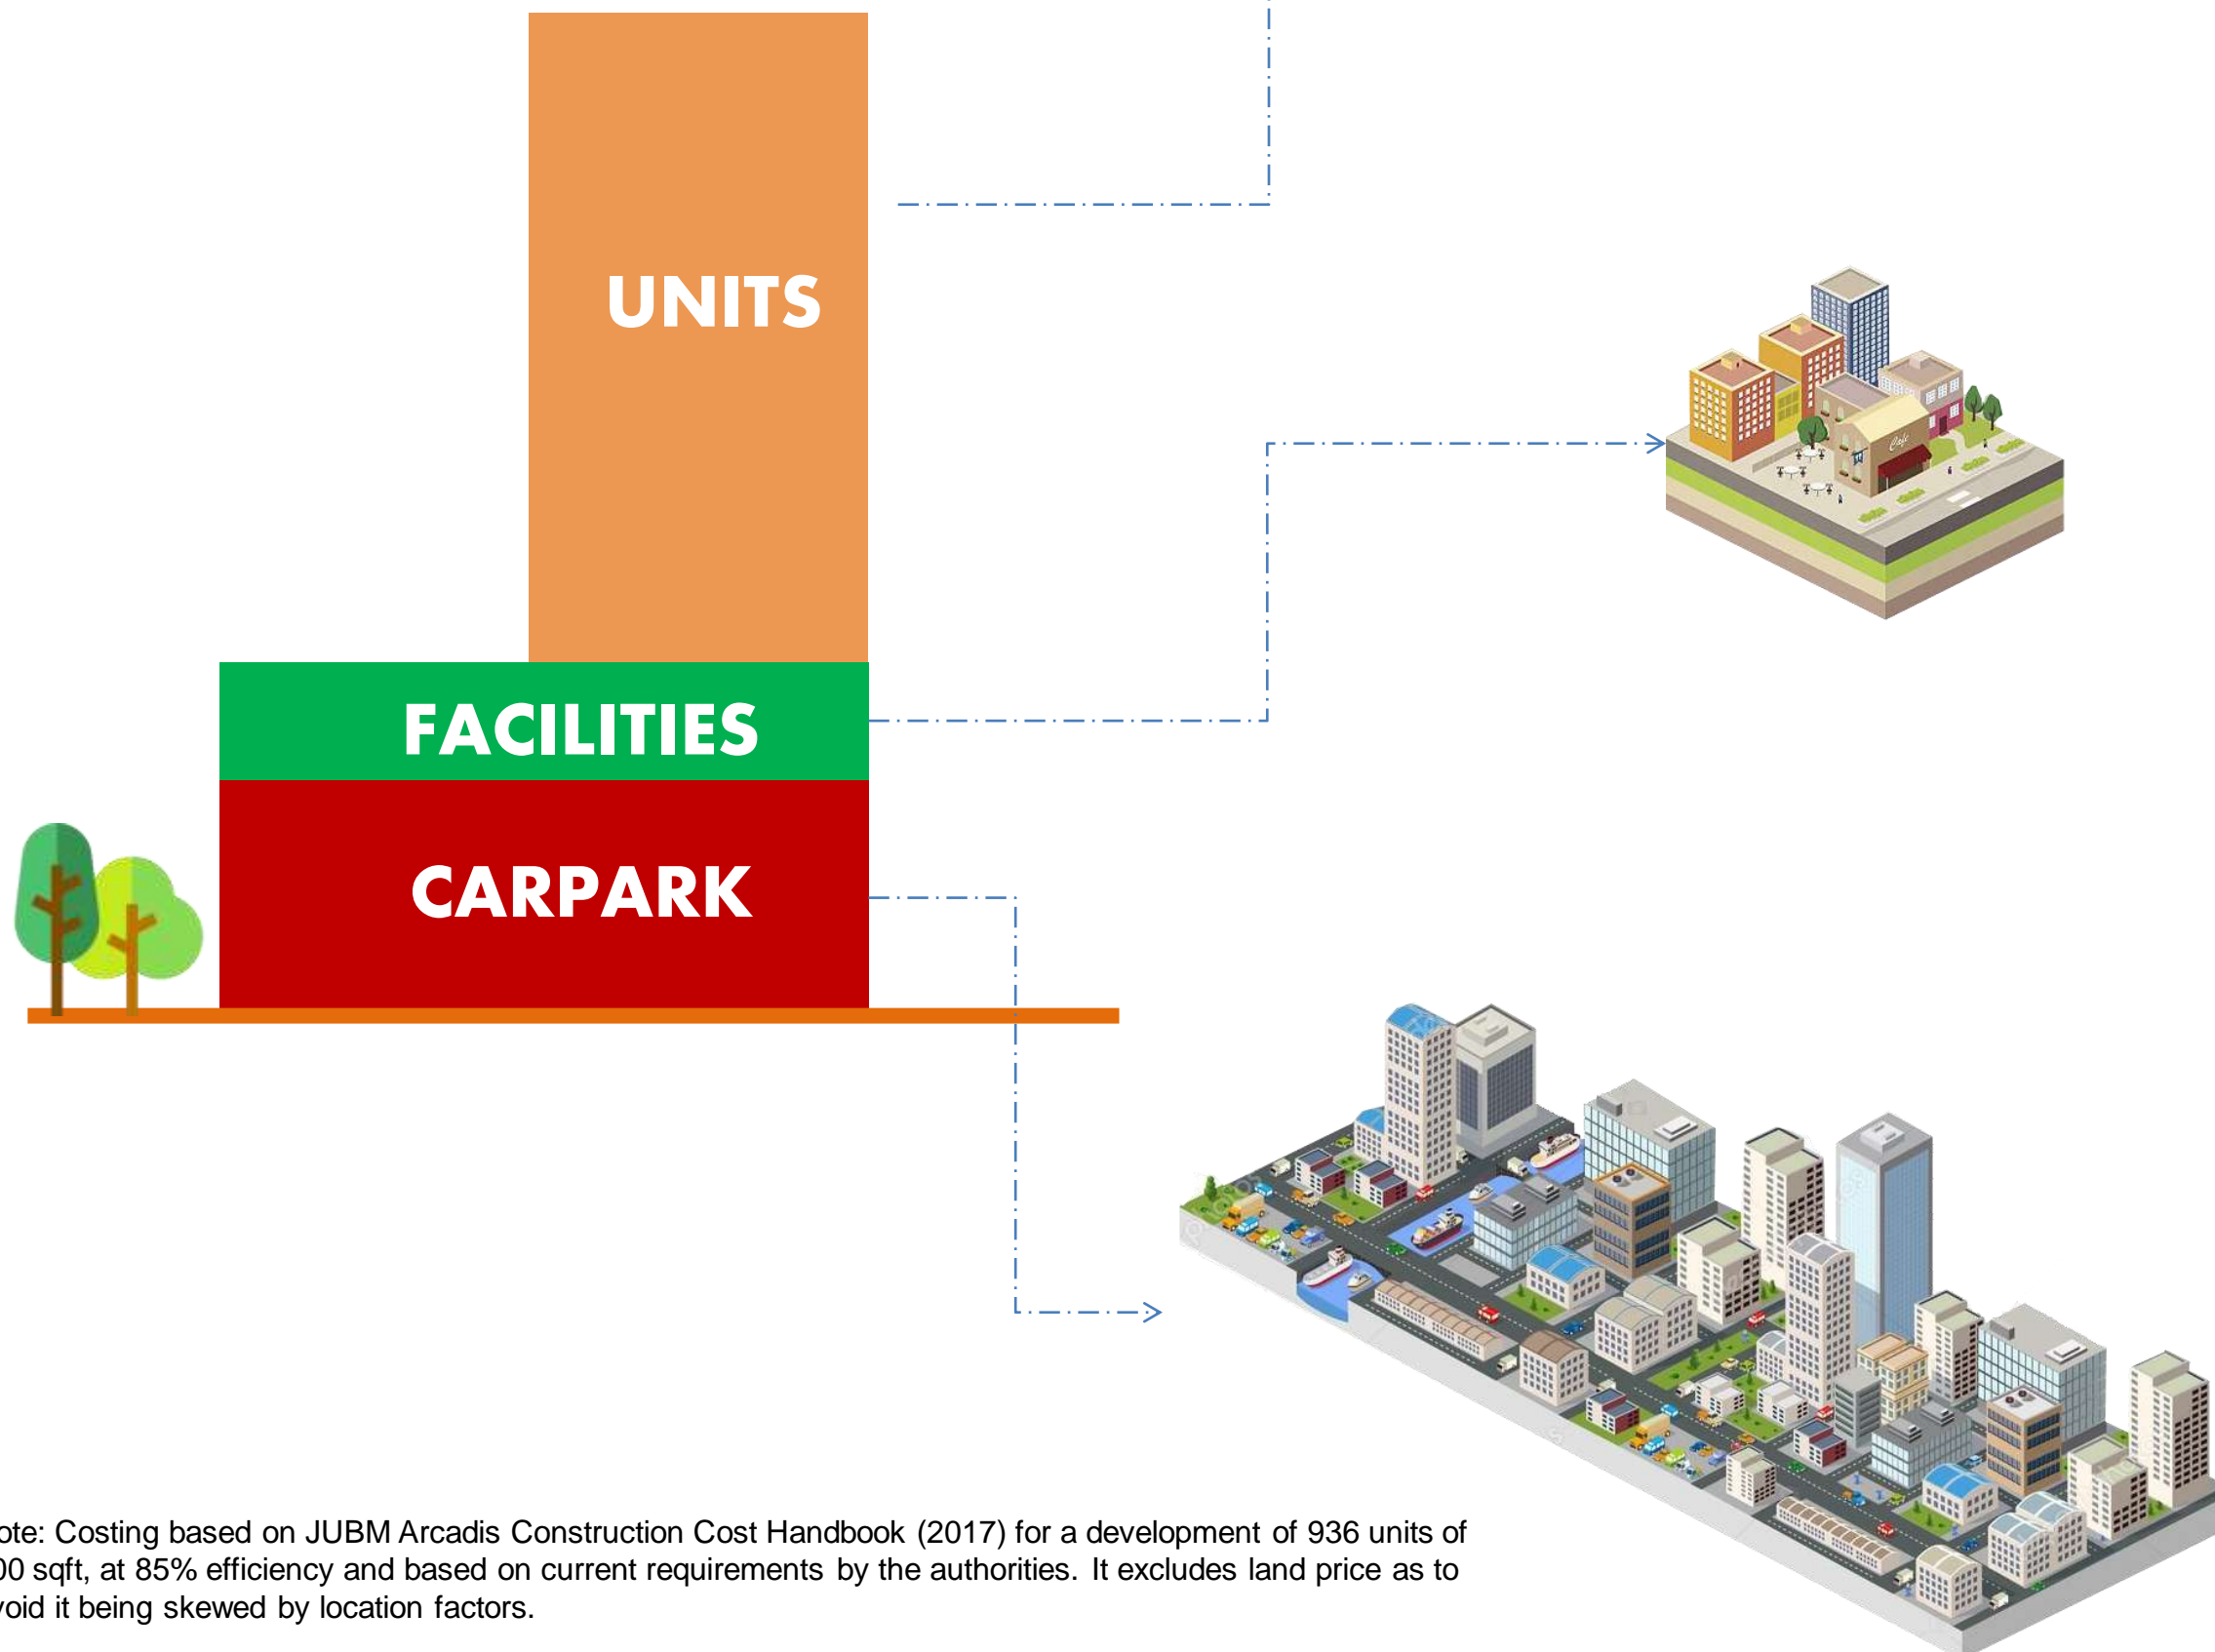 UNITS
Cafe
FACILITIES
CARPARK
ote: Costing based on JUBM Arcadis Construction Cost Handbook (2017) for a development of 936 units of
00 sqft, at 85% efficiency and based on current requirements by the authorities. It excludes land price as to
void it being skewed by location factors.